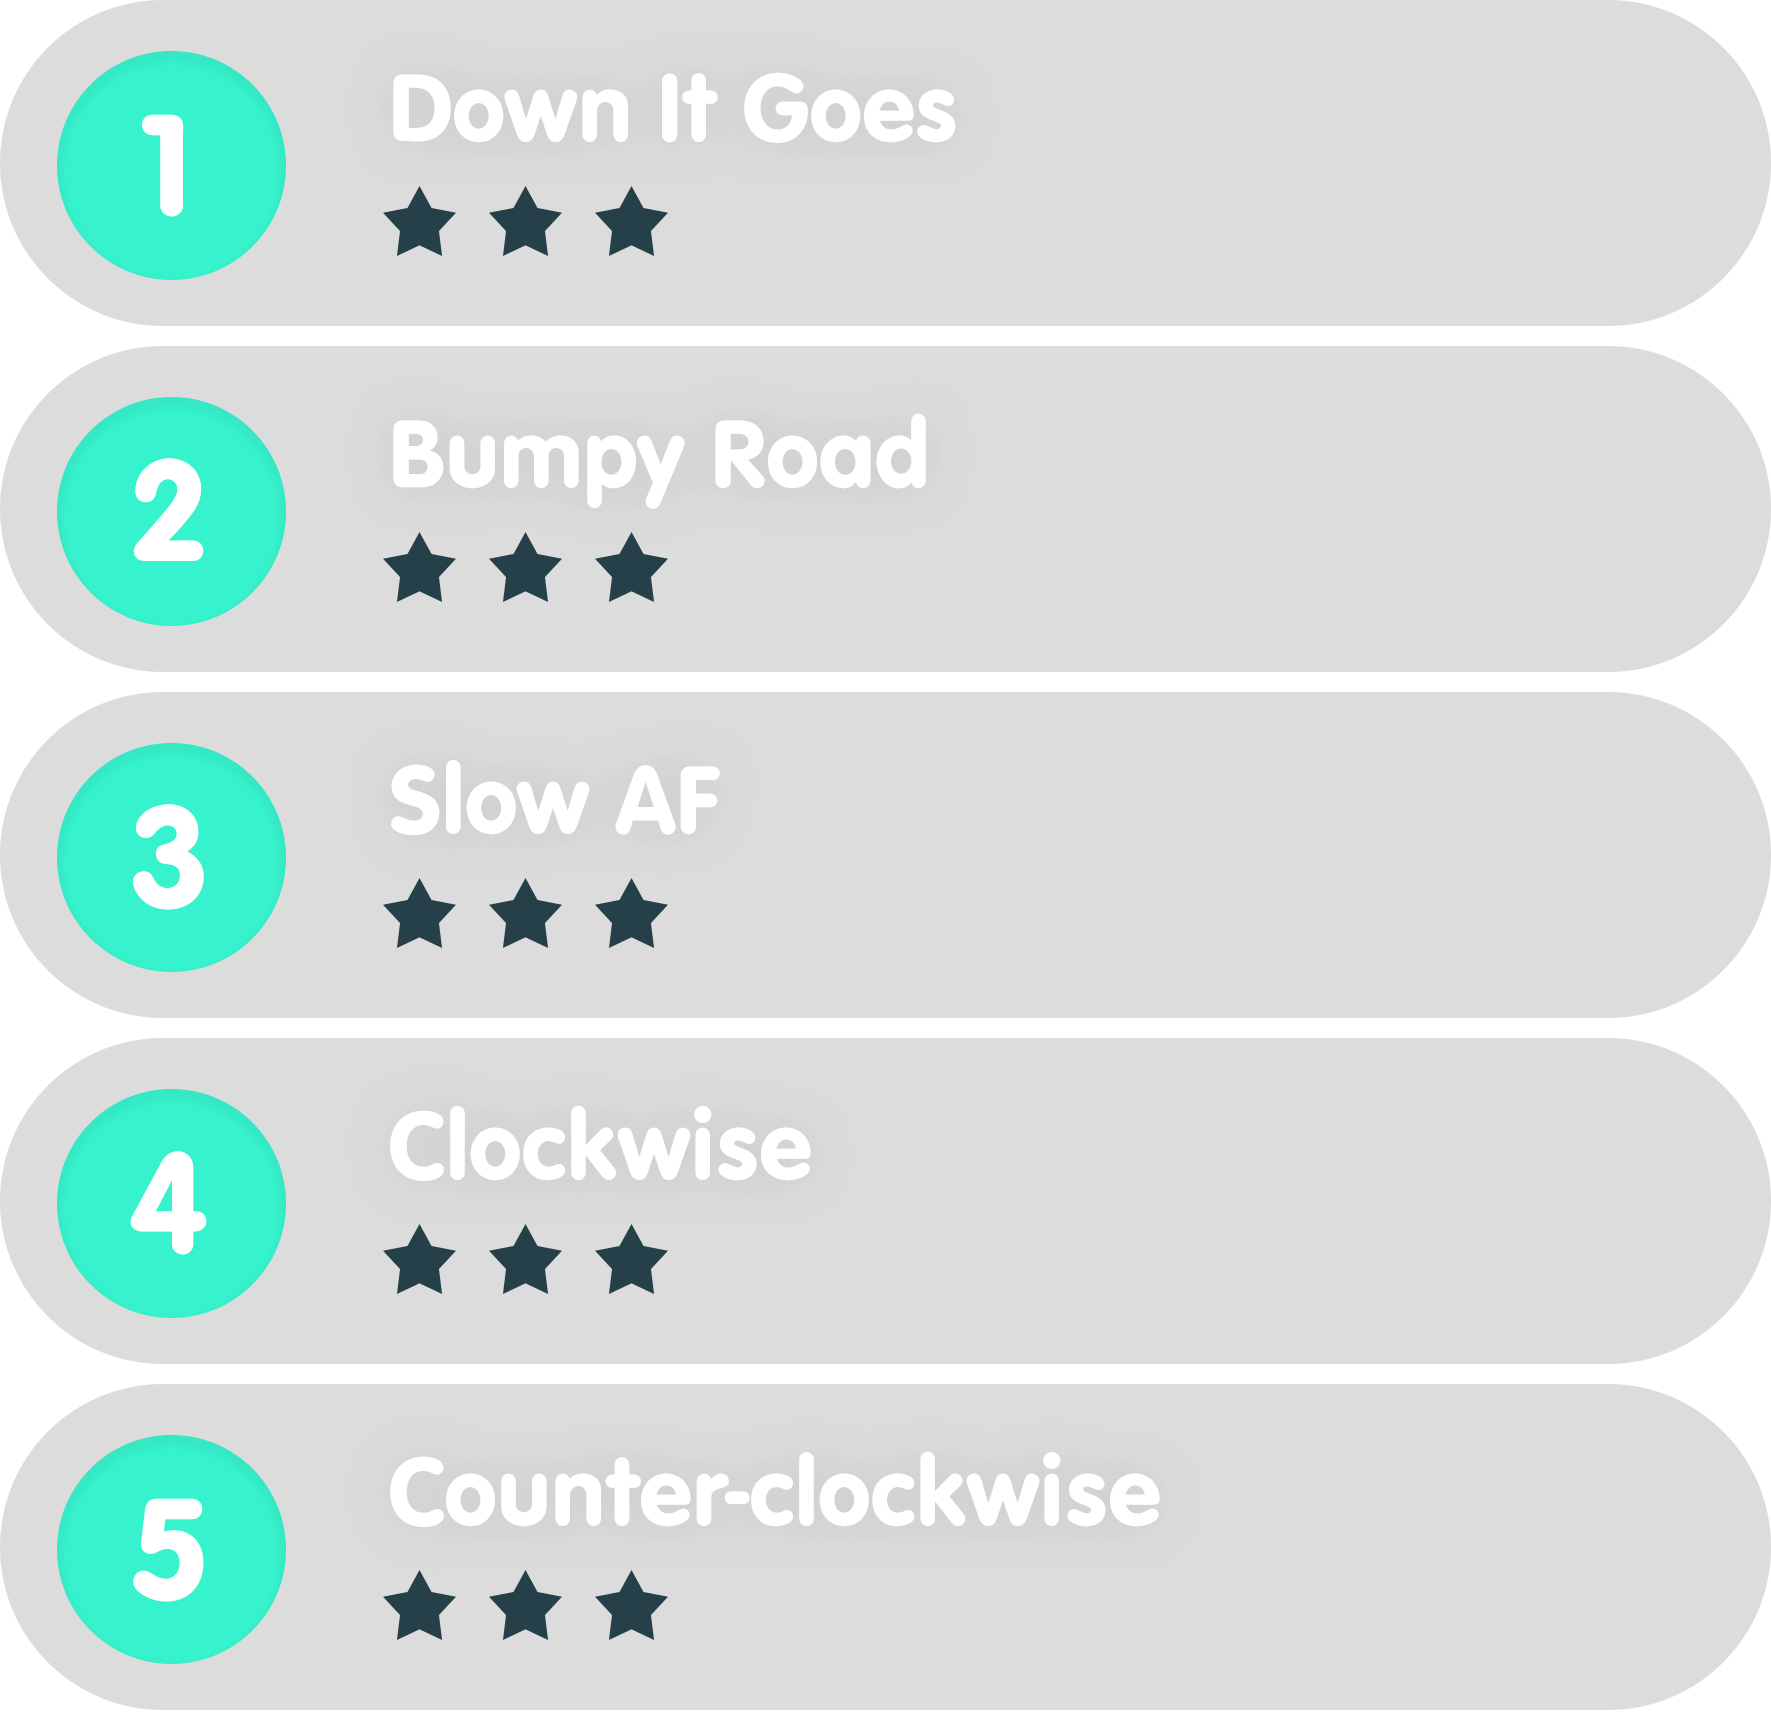 1
Down It Goes
2
Bumpy Road
3
Slow AF
4
Clockwise
5
Counter-clockwise